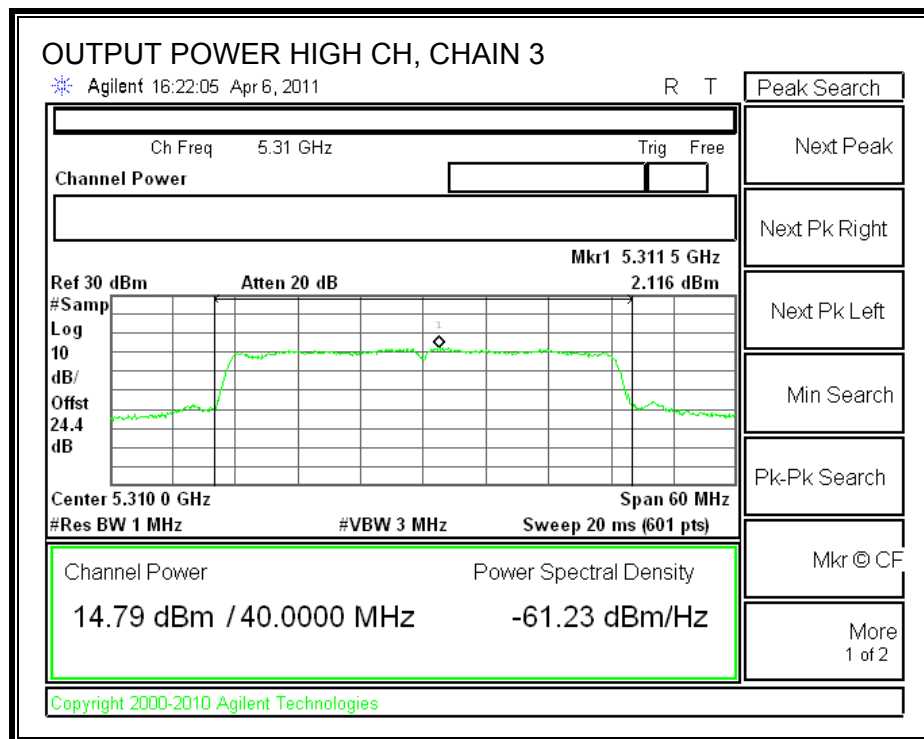 OUTPUT POWER HIGH CH, CHAIN 3
Agilent 16:22:05 Apr 6, 2011 R T
Peak Search
Ch Freq 5.31 GHz Trig Free
Channel Power
Mkr1 5.311 5 GHz
Ref 30 dBm Atten 20 dB 2.116 dBm
#Samp
Log
10
dB/
Offst
24.4
dB
1
Center 5.310 0 GHz Span 60 MHz
#Res BW 1 MHz #VBW 3 MHz Sweep 20 ms (601 pts)
Channel Power Power Spectral Density
14.79 dBm / 40.0000 MHz -61.23 dBm/Hz
Copyright 2000-2010 Agilent Technologies
Next Peak
Next Pk Right
Next Pk Left
Min Search
Pk-Pk Search
Mkr © CF
More
1 of 2